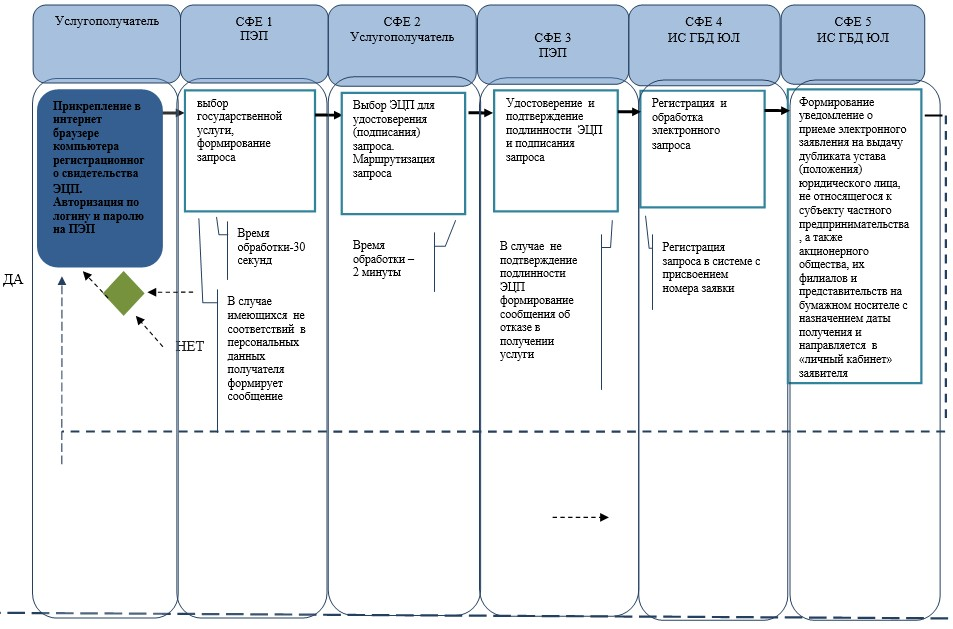 Услугополучатель
СФЕ 1
ПЭП
СФЕ 2
Услугополучатель
СФЕ 3
ПЭП
СФЕ 4
ИС ГБД ЮЛ
СФЕ 5
ИС ГБД ЮЛ
Прикрепление в
интернет
браузере
компьютера
регистрационног
о свидетельства
ЭЦП.
Авторизация по
логину и паролю
на ПЭП
выбор
государственной
услуги,
формирование
запроса
Выбор ЭЦП для
удостоверения
(подписания)
запроса.
Маршрутизация
запроса
Удостоверение и
подтверждение
подлинности ЭЦП
и подписания
запроса
Регистрация и
обработка
электронного
запроса
Формирование
уведомление о
приеме электронного
заявления на выдачу
дубликата устава
(положения)
юридического лица,
не относящегося к
субъекту частного
предпринимательства
, а также
акционерного
общества, их
филиалов и
представительств на
бумажном носителе с
назначением даты
получения и
направляется в
«личный кабинет»
заявителя
Время
обработки-30
секунд
Время
обработки –
2 минуты
В случае не
подтверждение
подлинности
ЭЦП
формирование
сообщения об
отказе в
получении
услуги
Регистрация
запроса в системе с
присвоением
номера заявки
ДА
НЕТ
В случае
имеющихся не
соответствий в
персональных
данных
получателя
формирует
сообщение